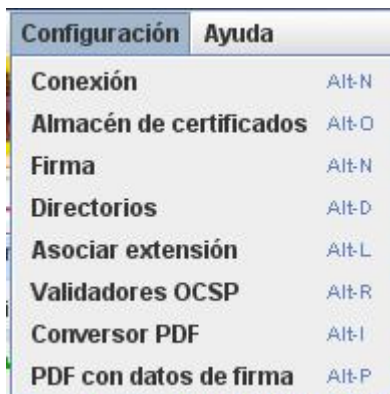 Configuración Ayuda
Conexión Alt-N
Almacén de certificados Alt-O
Firma Alt-N
Directorios Alt-D
Asociar extensión Alt-L
Validadores OCSP Alt-R
Conversor PDF Alt-I
PDF con datos de firma Alt-P